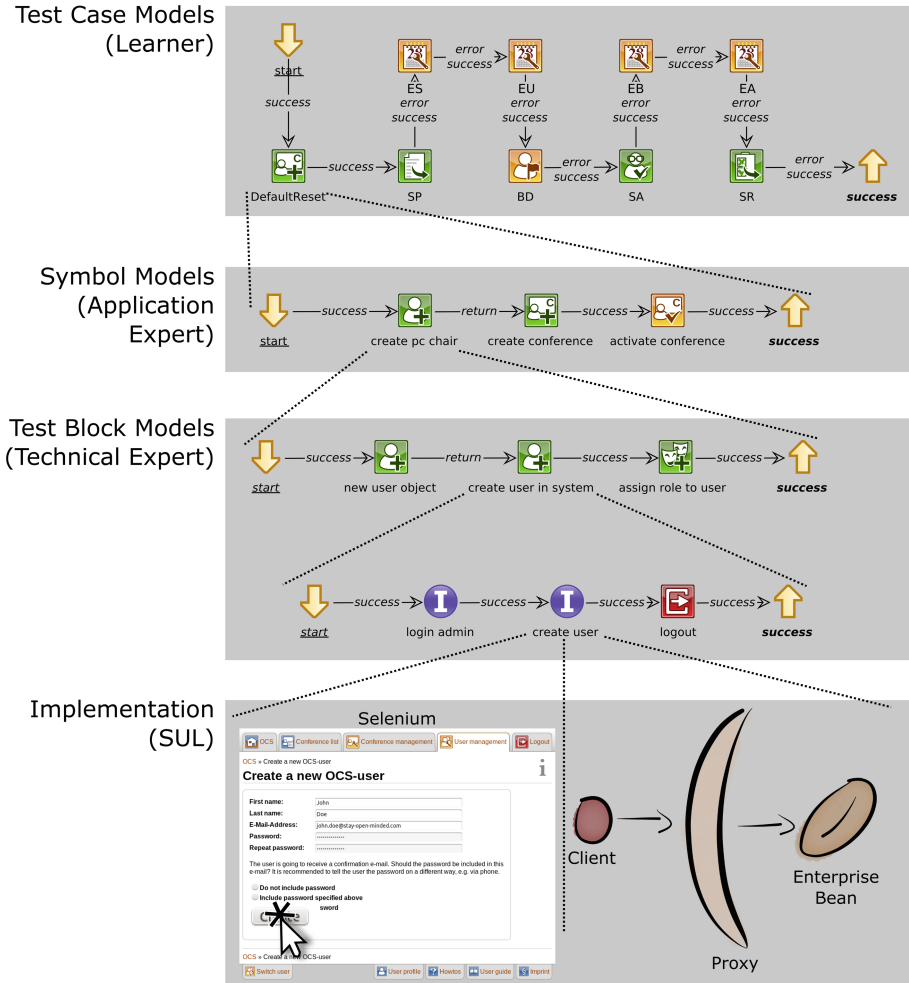 Test Case Models
(Learner)
start
success
DefaultReset
success
SP
error
success
ES
error
success
EU
error
success
BD
error
success
SA
error
success
EB
error
success
EA
error
success
SR
error
success
success
Symbol Models
(Application
Expert)
start
success
create pc chair
return
create conference
success
activate conference
success
success
Test Block Models
(Technical Expert)
start
success
new user object
return
create user in system
success
assign role to user
success
success
start
success
login admin
success
create user
success
logout
success
success
Implementation
(SUL)
Selenium
OCS
Conference list
Conference management
User management
Logout
OCS » Create a new OCS-user
Create a new OCS-user
First name:
John
Last name:
Doe
E-Mail-Address:
john.doe@stay-open-minded.com
Password:
Repeat password:
The user is going to receive a confirmation e-mail. Should the password be included in this
e-mail? It is recommended to tell the user the password on a different way, e.g. via phone.
Do not include password
Include password specified above
sword
OCS » Create a new OCS-user
Switch user
User profile
Howtos
User guide
Imprint
Client
Proxy
Enterprise
Bean